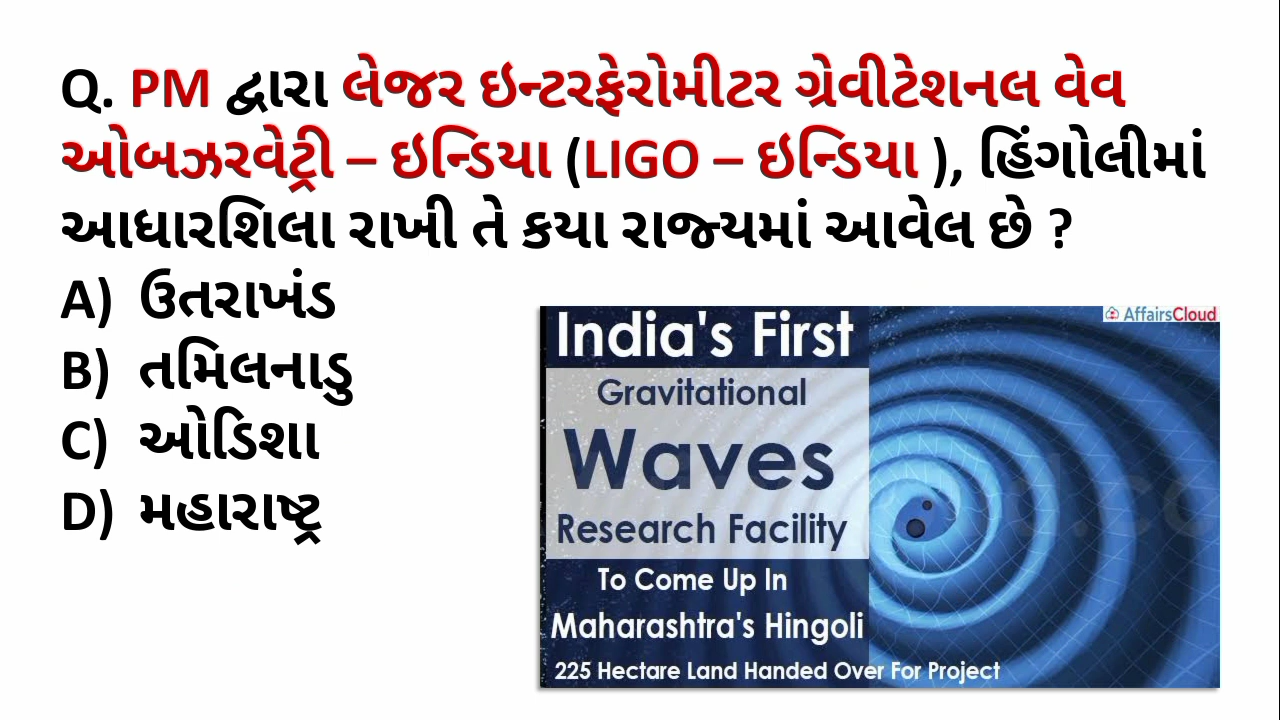 Q. PM દ્વારા લેજર ઇન્ટરફેરોમીટર ગ્રેવીટેશનલ વેવ
ઓબઝરવેટ્રી – ઇન્ડિયા (LIGO – ઇન્ડિયા ), હિંગોલીમાં
આધારશિલા રાખી તે કયા રાજ્યમાં આવેલ છે ?
A) ઉતરાખંડ
B) તમિલનાડુ
C) ઓડિશા
D) મહારાષ્ટ્ર
AffairsCloud
India's First
Gravitational
Waves
Research Facility
To Come Up In
Maharashtra's Hingoli
225 Hectare Land Handed Over For Project